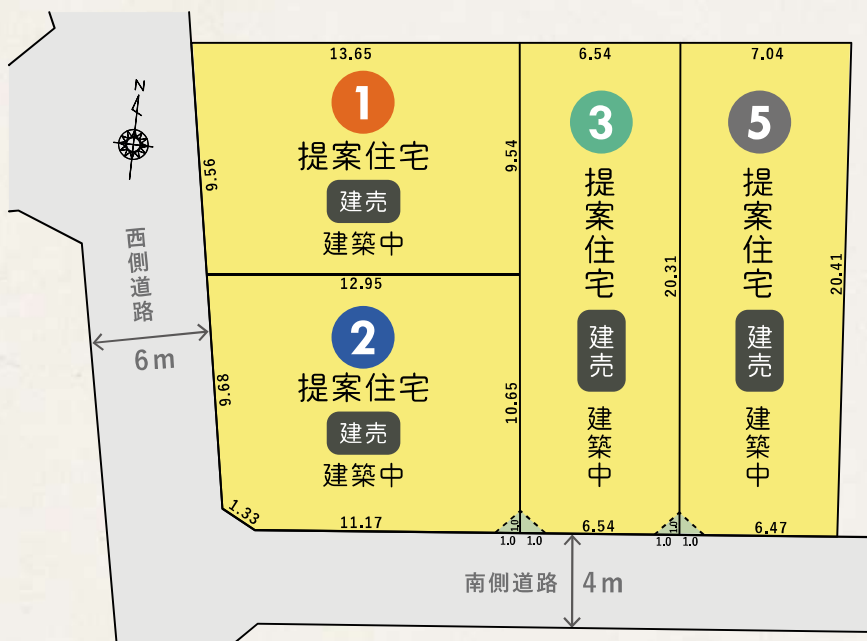 N
13.65
6.54
7.04
1
提案住宅
建売
建築中
9.56
9.54
3
提案住宅
建売
建築中
5
提案住宅
建売
建築中
20.31
20.41
西側道路
6m
12.95
2
提案住宅
建売
建築中
9.68
10.65
1.33
11.17
1.0
1.0
1.0
6.54
1.0
1.0
1.0
6.47
南側道路
4m